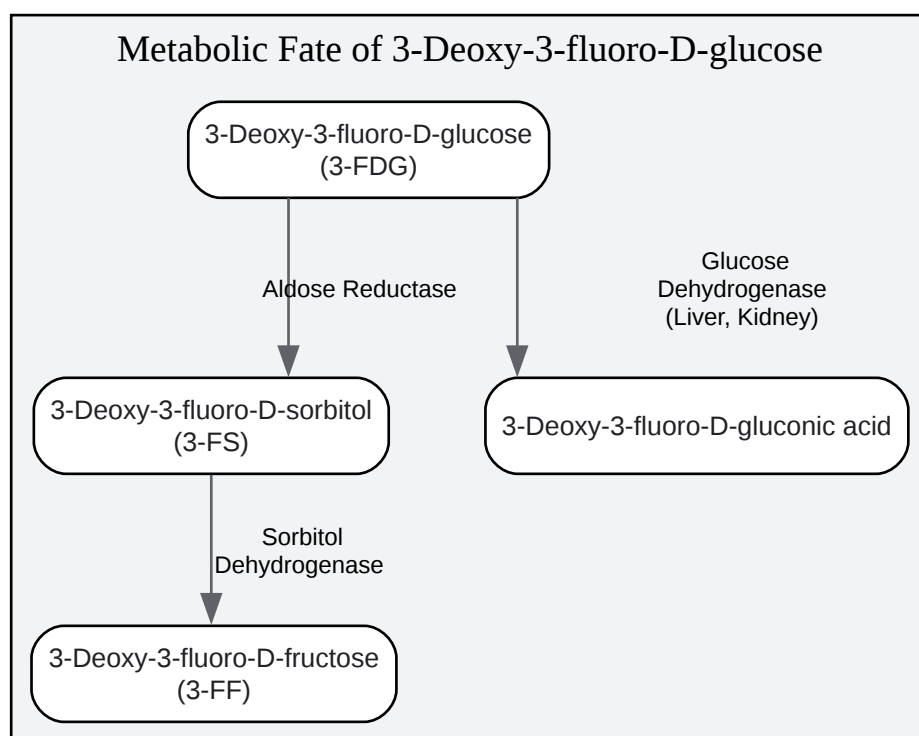 Metabolic Fate of 3-Deoxy-3-fluoro-D-glucose
3-Deoxy-3-fluoro-D-glucose
(3-FDG)
Aldose Reductase
Glucose
Dehydrogenase
(Liver, Kidney)
3-Deoxy-3-fluoro-D-sorbitol
(3-FS)
3-Deoxy-3-fluoro-D-gluconic acid
Sorbitol
Dehydrogenase
3-Deoxy-3-fluoro-D-fructose
(3-FF)